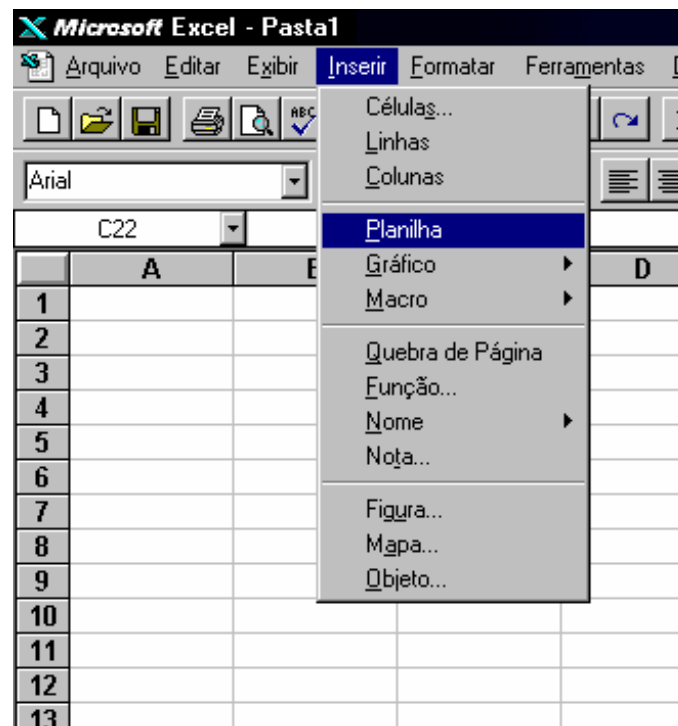 Microsoft Excel - Pasta1
Arquivo Editar Exibir Inserir Formatar Ferramentas
ABC
Arial
C22
A
D
Células...
Linhas
Colunas
Planilha
Gráfico
Macro
Quebra de Página
Função...
Nome
Nota...
Figura...
Mapa...
Objeto...
1
2
3
4
5
6
7
8
9
10
11
12
13